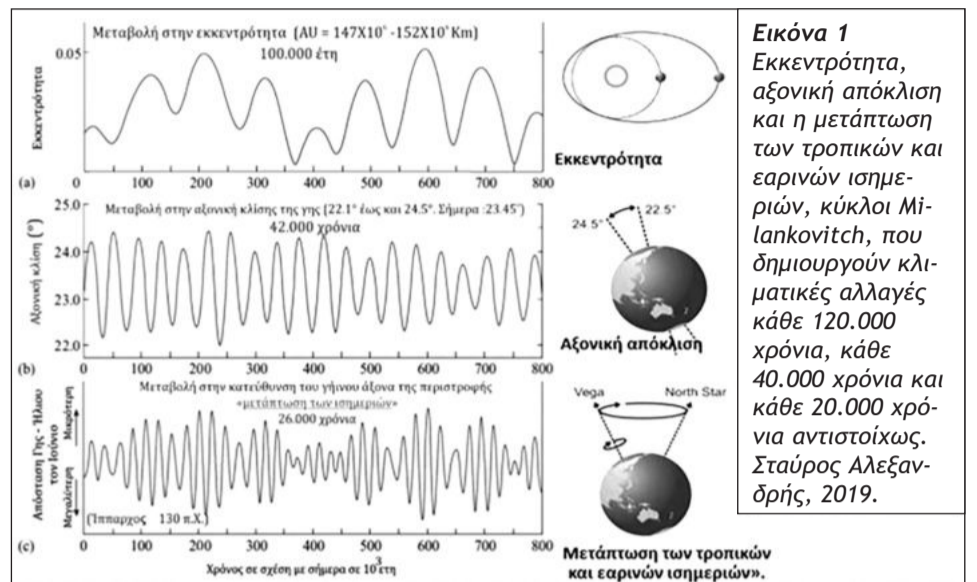 Μεταβολή στην εκκεντρότητα (AU = 147X10⁶ -152X10⁶ Km)
100.000 έτη
0.05
Εκκεντρότητα
(a)
0 100 200 300 400 500 600 700 800
Εκκεντρότητα
Μεταβολή στην αξονική κλίσης της γης (22.1° έως και 24.5°. Σήμερα :23.45°)
42.000 χρόνια
25.0
24.0
23.0
22.0
Αξονική κλίση (°)
(b)
0 100 200 300 400 500 600 700 800
24.5°
22.5°
Αξονική απόκλιση
Μεταβολή στην κατεύθυνση του γήινου άξονα της περιστροφής
«μετάπτωση των ισημεριών»
26.000 χρόνια
Απόσταση Γης - Ήλιου
τον Ιούνιο
Μεγαλύτερη Μικρότερη
(Ίππαρχος 130 π.Χ.)
(c)
0 100 200 300 400 500 600 700 800
Χρόνος σε σχέση με σήμερα σε 10³ έτη
Vega
North Star
Μετάπτωση των τροπικών
και εαρινών ισημεριών».
Εικόνα 1
Εκκεντρότητα,
αξονική απόκλιση
και η μετάπτωση
των τροπικών και
εαρινών ισημε-
ριών, κύκλοι Mi-
lankovitch, που
δημιουργούν κλι-
ματικές αλλαγές
κάθε 120.000
χρόνια, κάθε
40.000 χρόνια και
κάθε 20.000 χρό-
νια αντιστοίχως.
Σταύρος Αλεξαν-
δρής, 2019.